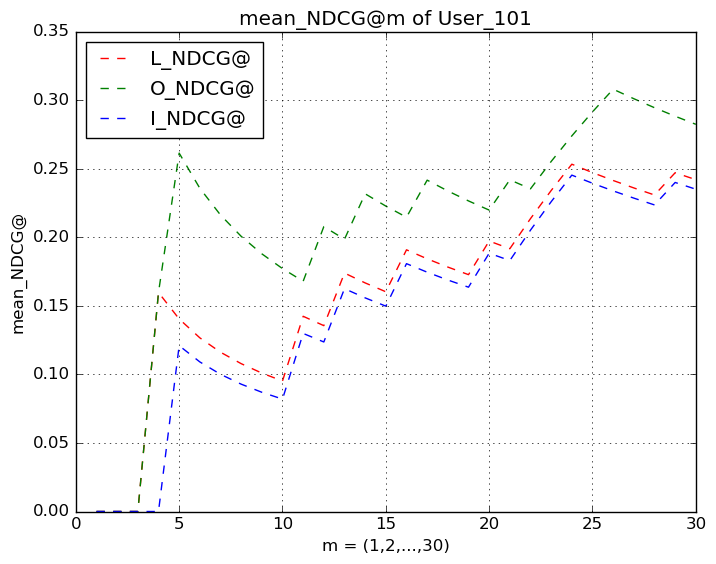 mean_NDCG@m of User_101
L_NDCG@
O_NDCG@
I_NDCG@
mean_NDCG@
0.35
0.30
0.25
0.20
0.15
0.10
0.05
0.00
0 5 10 15 20 25 30
m = (1,2,...,30)